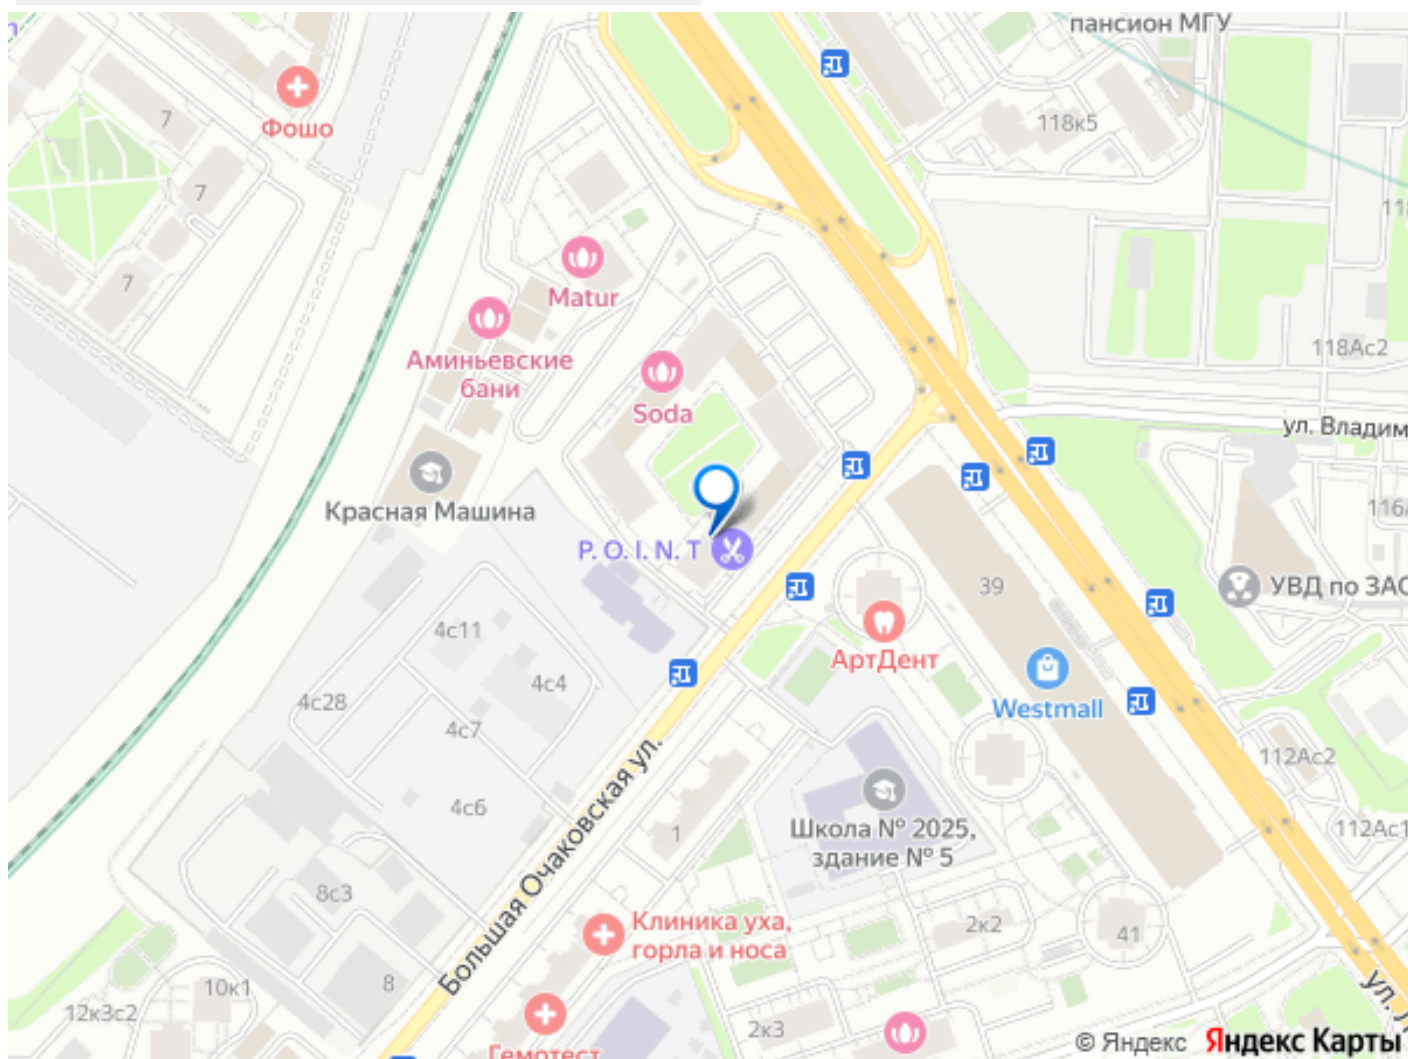 пансион МГУ
118к5
Фошо
7
7
7
Matur
Аминьевские
бани
Soda
118Ас2
ул. Владим
Красная Машина
P. O. I. N. T
39
УВД по ЗАО
АртДент
4с11
4с4
4с28
4с7
4с6
Westmall
112Ас2
112Ас1
Большая Очаковская ул.
1
Школа № 2025,
здание № 5
8с3
Клиника уха,
горла и носа
2к2
41
8
10к1
12к3с2
2к3
Гемотест
© Яндекс Яндекс Карты